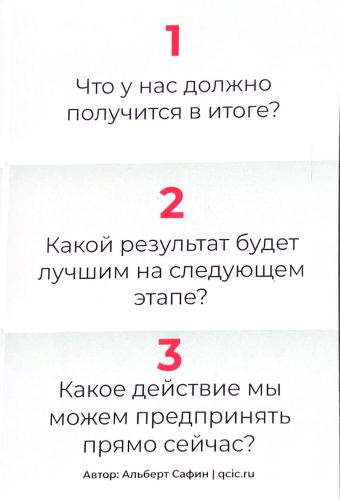 1
Что у нас должно
получится в итоге?
2
Какой результат будет
лучшим на следующем
этапе?
3
Какое действие мы
можем предпринять
прямо сейчас?
Автор: Альберт Сафин | qcic.ru